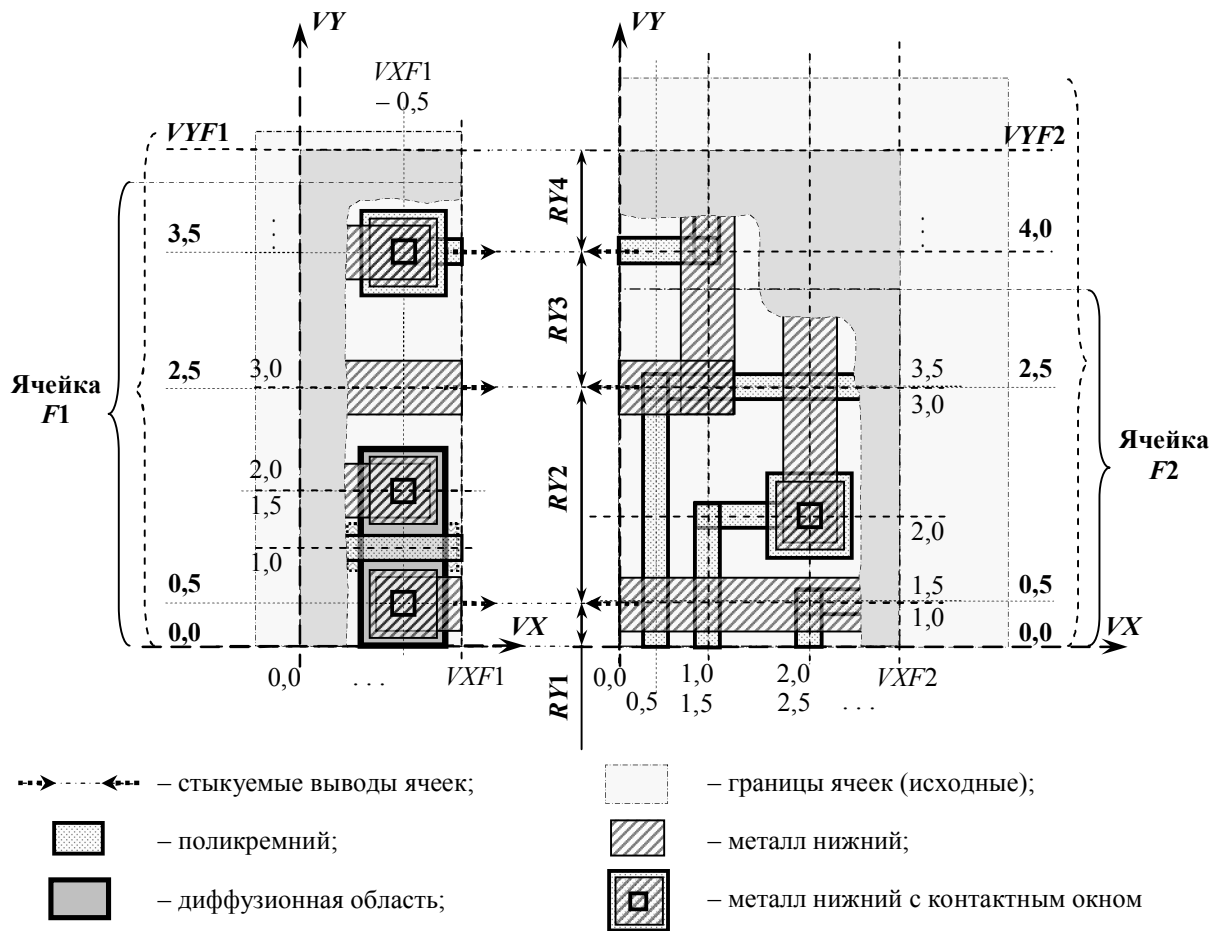 VY
VY
VXF1
– 0,5
VYF1
VYF2
RY4
3,5
4,0
RY3
2,5
3,0
3,5
2,5
3,0
Ячейка
F1
Ячейка
F2
RY2
2,0
1,5
2,0
1,0
0,5
1,5
0,5
1,0
0,0
VX
0,0
VX
RY1
0,0
. . .
VXF1
0,0
0,5
1,0
1,5
2,0
2,5
. . .
VXF2
– стыкуемые выводы ячеек;
– границы ячеек (исходные);
– поликремний;
– металл нижний;
– диффузионная область;
– металл нижний с контактным окном